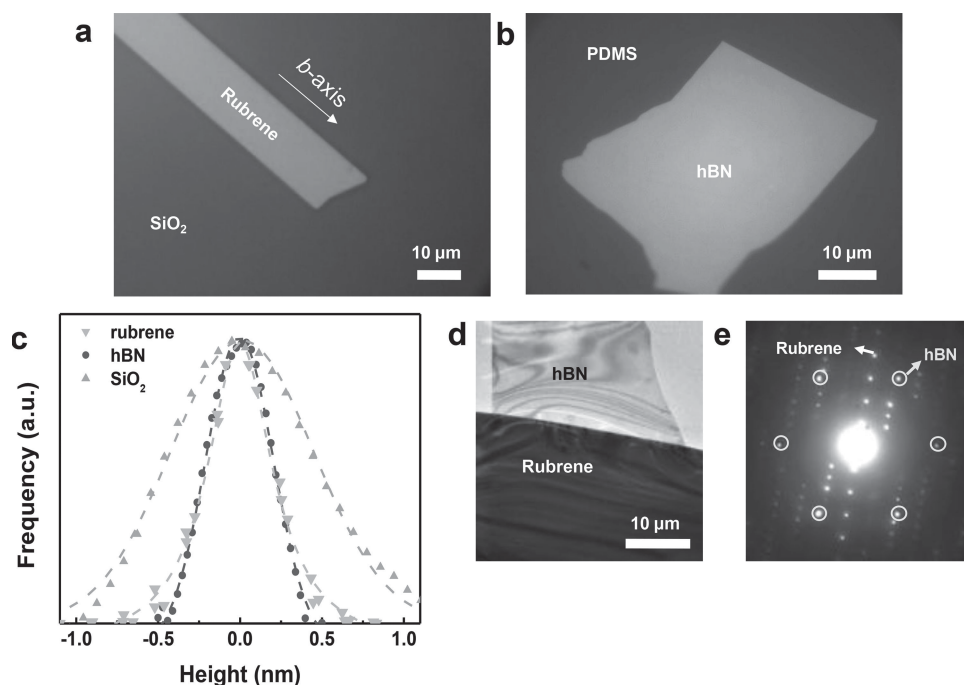 a
b-axis
Rubrene
SiO₂
10 μm
b
PDMS
hBN
10 μm
c
rubrene
hBN
SiO₂
Frequency (a.u.)
-1.0 -0.5 0.0 0.5 1.0
Height (nm)
d
hBN
Rubrene
10 μm
e
Rubrene
hBN